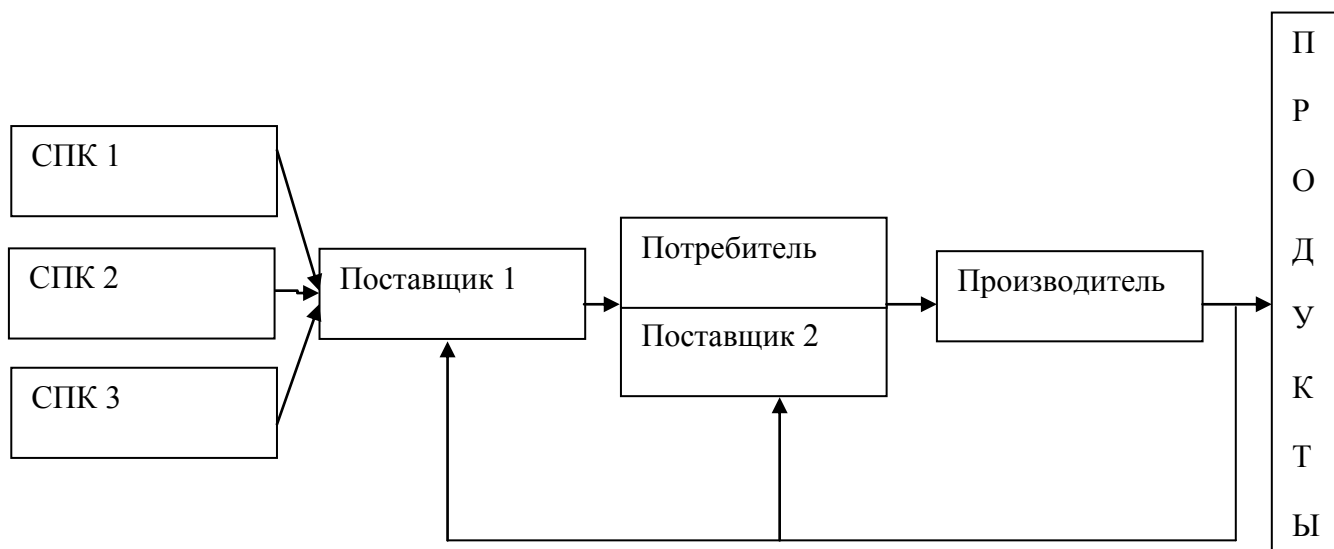 СПК 1
СПК 2
СПК 3
Поставщик 1
Потребитель
Поставщик 2
Производитель
П
Р
О
Д
У
К
Т
Ы